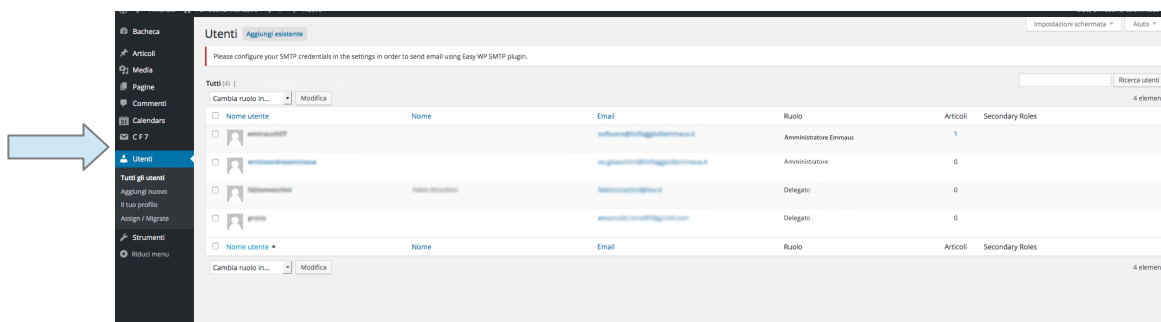 Impostazioni schermata
Aiuto
Bacheca
Articoli
Media
Pagine
Commenti
Calendars
C F 7
Utenti
Tutti gli utenti
Aggiungi nuovo
Il tuo profilo
Assign / Migrate
Strumenti
Riduci menu
Utenti Aggiungi esistente
Please configure your SMTP credentials in the settings in order to send email using Easy WP SMTP plugin.
Tutti (4) |
Ricerca utenti
Cambia ruolo in... Modifica
4 elemen
Nome utente Nome Email Ruolo Articoli Secondary Roles
Amministratore Emmaus 1
Amministratore 0
Delegato 0
Delegato 0
Nome utente Nome Email Ruolo Articoli Secondary Roles
Cambia ruolo in... Modifica
4 elemen